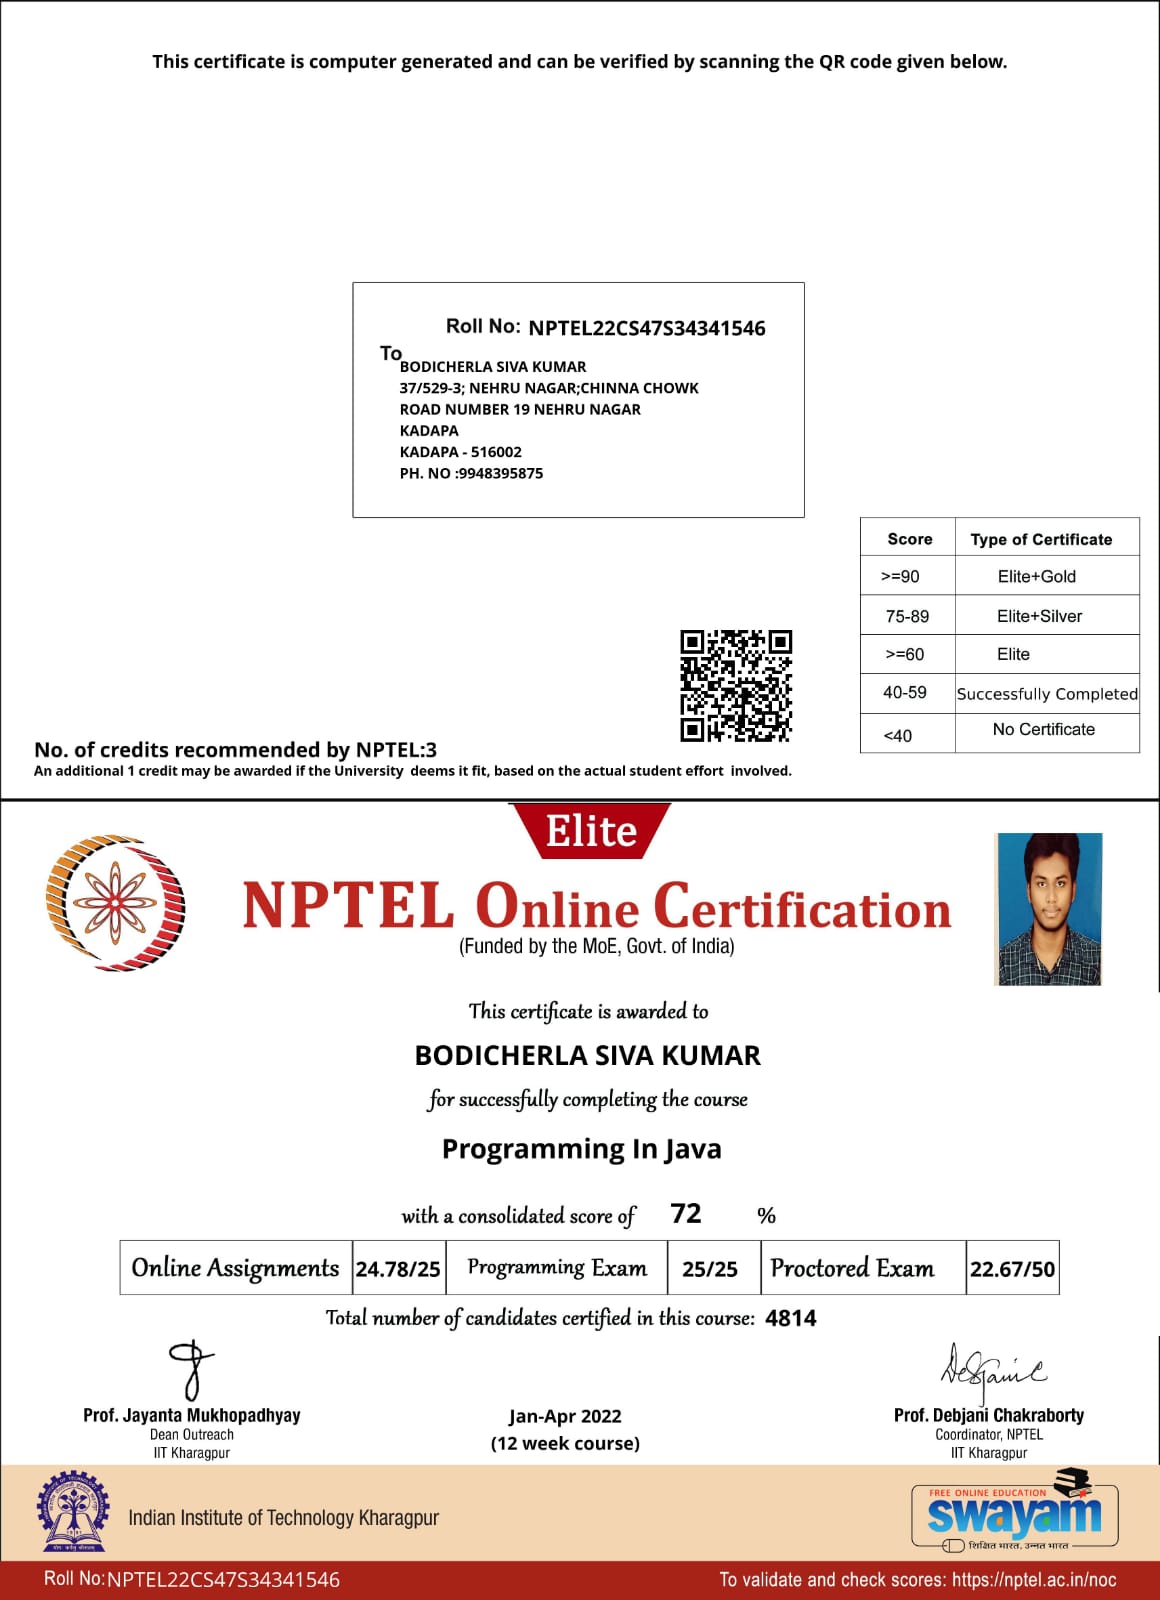 This certificate is computer generated and can be verified by scanning the QR code given below.
Roll No: NPTEL22CS47S34341546
To
BODICHERLA SIVA KUMAR
37/529-3; NEHRU NAGAR;CHINNA CHOWK
ROAD NUMBER 19 NEHRU NAGAR
KADAPA
KADAPA - 516002
PH. NO :9948395875
Score Type of Certificate
>=90 Elite+Gold
75-89 Elite+Silver
>=60 Elite
40-59 Successfully Completed
<40 No Certificate
No. of credits recommended by NPTEL:3
An additional 1 credit may be awarded if the University deems it fit, based on the actual student effort involved.
Elite
NPTEL Online Certification
(Funded by the MoE, Govt. of India)
This certificate is awarded to
BODICHERLA SIVA KUMAR
for successfully completing the course
Programming In Java
with a consolidated score of 72 %
Online Assignments 24.78/25 Programming Exam 25/25 Proctored Exam 22.67/50
Total number of candidates certified in this course: 4814
Prof. Jayanta Mukhopadhyay
Dean Outreach
IIT Kharagpur
Jan-Apr 2022
(12 week course)
Prof. Debjani Chakraborty
Coordinator, NPTEL
IIT Kharagpur
Indian Institute of Technology Kharagpur
FREE ONLINE EDUCATION
swayam
शिक्षित भारत, उन्नत भारत
Roll No:NPTEL22CS47S34341546
To validate and check scores: https://nptel.ac.in/noc